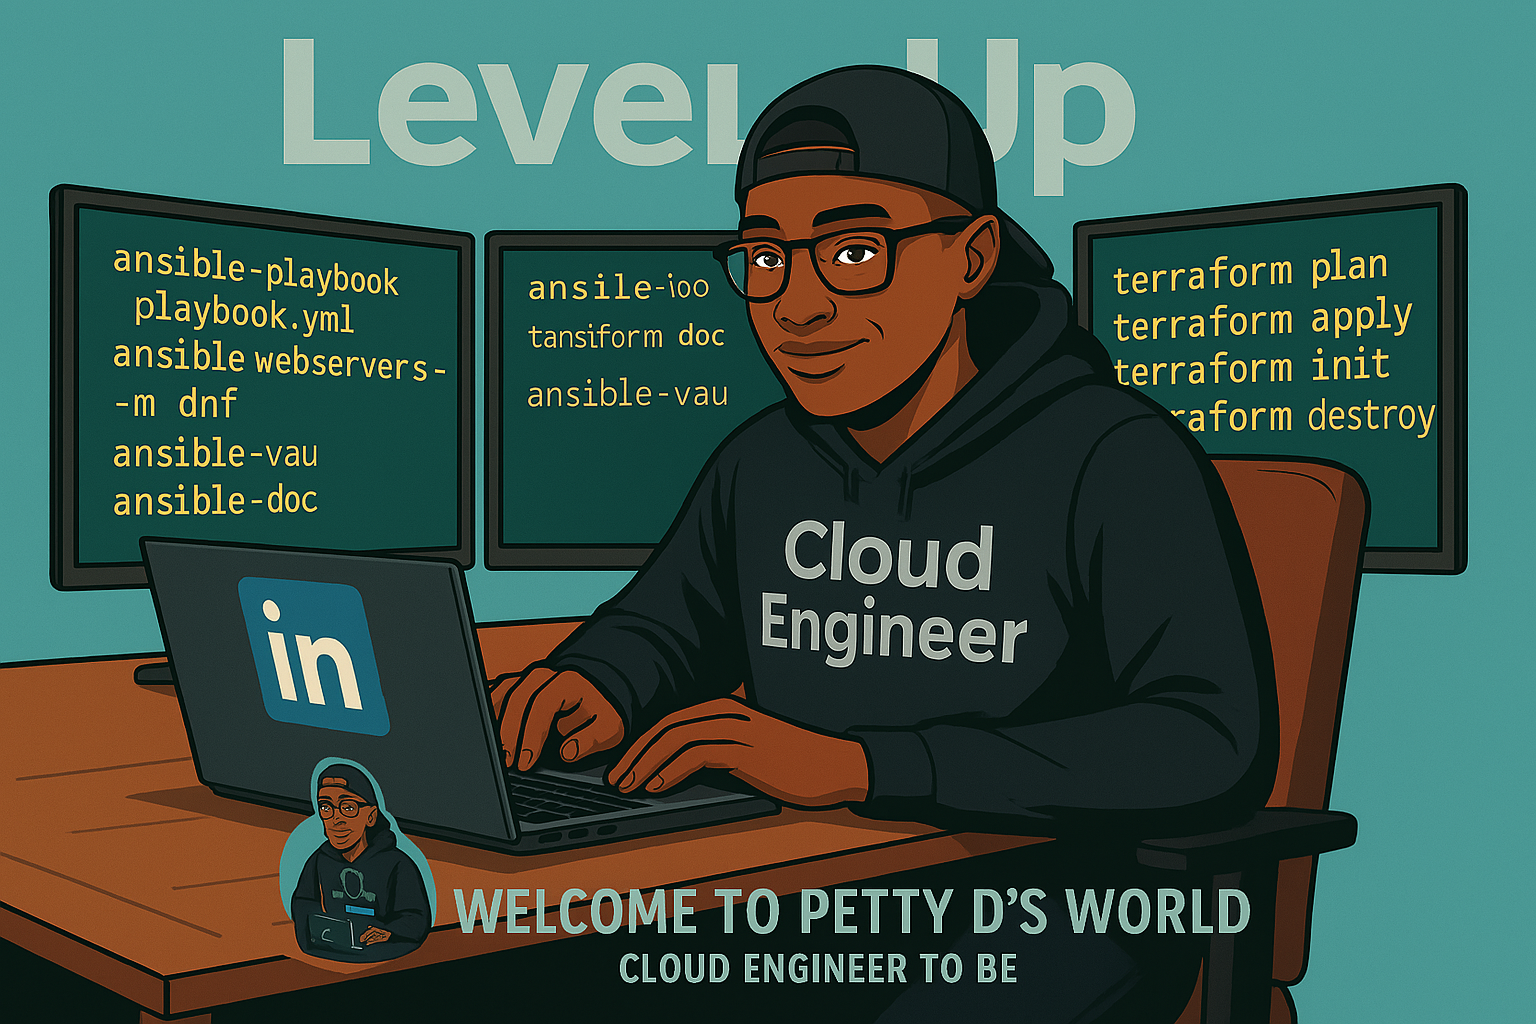 Level Up
ansible-playbook
playbook.yml
ansible webservers-
-m dnf
ansible-vau
ansible-doc
ansile-ioo
tansiform doc
ansible-vau
terraform plan
terraform apply
terraform init
raform destroy
Cloud
Engineer
in
WELCOME TO PETTY D'S WORLD
CLOUD ENGINEER TO BE